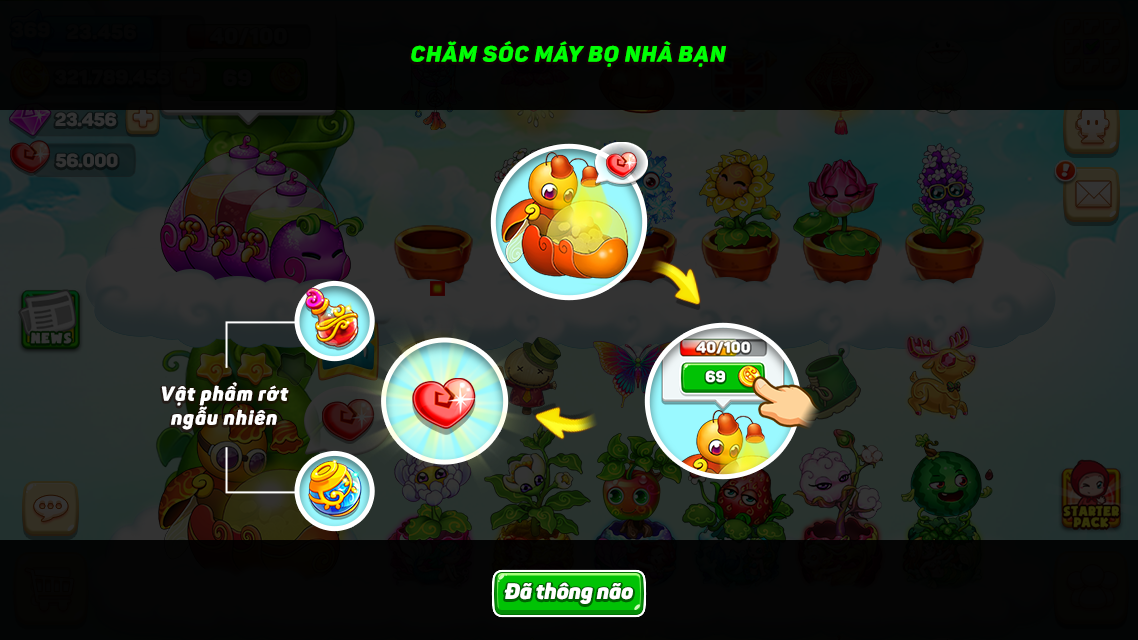 CHĂM SÓC MÁY BỌ NHÀ BẠN
23.456
56.000
40/100
69
NEWS
Vật phẩm rớt
ngẫu nhiên
STARTER
PACK
Đã thông não